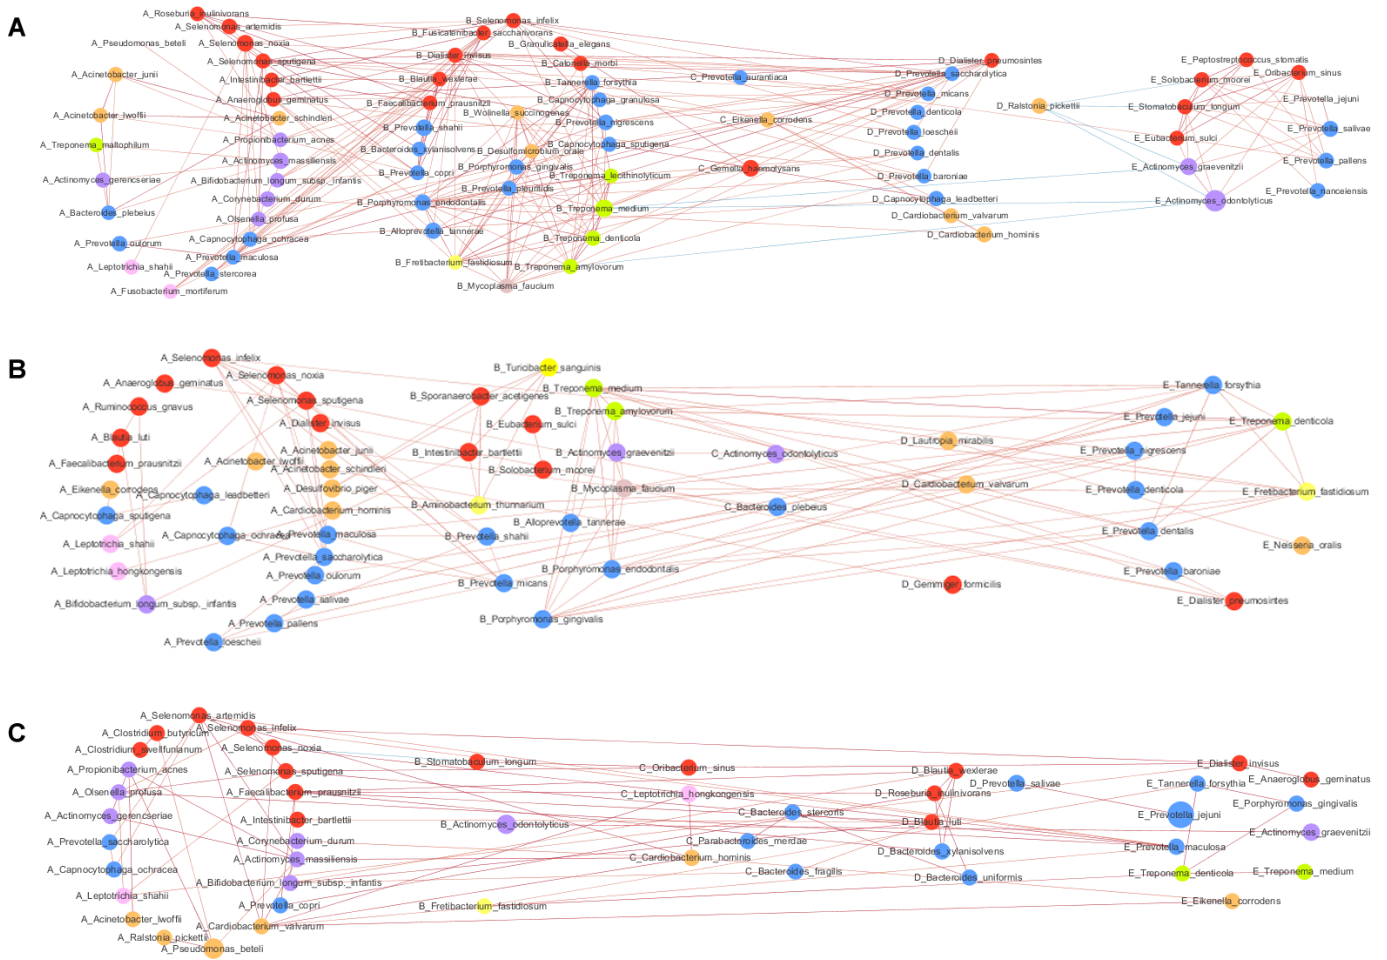 A
A_Roseburia_inulinivorans
A_Selenomonas_artemidis
A_Pseudomonas_beteli
A_Selenomonas_noxia
A_Selenomonas_sputigena
A_Acinetobacter_junii
A_Intestinibacter_bartlettii
A_Anaeroglobus_geminatus
A_Acinetobacter_lwoffii
A_Acinetobacter_schindleri
A_Treponema_maltophilum
A_Propionibacterium_acnes
A_Actinomyces_massiliensis
A_Actinomyces_gerencseriae
A_Bifidobacterium_longum_subsp._infantis
A_Corynebacterium_durum
A_Bacteroides_plebeius
A_Olsenella_profusa
A_Prevotella_oulorum
A_Capnocytophaga_ochracea
A_Prevotella_maculosa
A_Leptotrichia_shahii
A_Prevotella_stercorea
A_Fusobacterium_mortiferum
B_Selenomonas_infelix
B_Fusicatenibacter_saccharivorans
B_Granulicatella_elegans
B_Dialister_invisus
B_Catonella_morbi
B_Blautia_wexlerae
B_Tannerella_forsythia
B_Faecalibacterium_prausnitzii
B_Capnocytophaga_granulosa
B_Wolinella_succinogenes
B_Prevotella_shahii
B_Prevotella_nigrescens
B_Bacteroides_xylanisolvens
B_Desulfomicrobium_orale
B_Capnocytophaga_sputigena
B_Prevotella_copri
B_Porphyromonas_gingivalis
B_Treponema_lecithinolyticum
B_Prevotella_pleuritidis
B_Porphyromonas_endodontalis
B_Treponema_medium
B_Alloprevotella_tannerae
B_Treponema_denticola
B_Fretibacterium_fastidiosum
B_Treponema_amylovorum
B_Mycoplasma_faucium
C_Prevotella_aurantiaca
C_Eikenella_corrodens
C_Gemella_haemolysans
D_Dialister_pneumosintes
D_Prevotella_saccharolytica
D_Prevotella_micans
D_Ralstonia_pickettii
D_Prevotella_denticola
D_Prevotella_loescheii
D_Prevotella_dentalis
D_Prevotella_baroniae
D_Capnocytophaga_leadbetteri
D_Cardiobacterium_valvarum
D_Cardiobacterium_hominis
E_Peptostreptococcus_stomatis
E_Solobacterium_moorei
E_Oribacterium_sinus
E_Stomatobaculum_longum
E_Prevotella_jejuni
E_Eubacterium_sulci
E_Prevotella_salivae
E_Actinomyces_graevenitzii
E_Prevotella_pallens
E_Prevotella_nanceiensis
E_Actinomyces_odontolyticus
B
A_Selenomonas_infelix
A_Anaeroglobus_geminatus
A_Selenomonas_noxia
A_Ruminococcus_gnavus
A_Selenomonas_sputigena
A_Blautia_luti
A_Dialister_invisus
A_Faecalibacterium_prausnitzii
A_Acinetobacter_junii
A_Acinetobacter_lwoffii
A_Acinetobacter_schindleri
A_Eikenella_corrodens
A_Capnocytophaga_leadbetteri
A_Desulfovibrio_piger
A_Capnocytophaga_sputigena
A_Cardiobacterium_hominis
A_Capnocytophaga_ochracea
A_Prevotella_maculosa
A_Leptotrichia_shahii
A_Prevotella_saccharolytica
A_Leptotrichia_hongkongensis
A_Prevotella_oulorum
A_Bifidobacterium_longum_subsp._infantis
A_Prevotella_salivae
A_Prevotella_pallens
A_Prevotella_loescheii
B_Turicibacter_sanguinis
B_Treponema_medium
B_Sporanaerobacter_acetigenes
B_Treponema_amylovorum
B_Eubacterium_sulci
B_Intestinibacter_bartlettii
B_Actinomyces_graevenitzii
B_Solobacterium_moorei
B_Mycoplasma_faucium
B_Aminobacterium_thunnarium
B_Alloprevotella_tannerae
B_Prevotella_shahii
B_Porphyromonas_endodontalis
B_Prevotella_micans
B_Porphyromonas_gingivalis
C_Actinomyces_odontolyticus
C_Bacteroides_plebeius
D_Lautropia_mirabilis
D_Cardiobacterium_valvarum
D_Gemmiger_formicilis
E_Tannerella_forsythia
E_Prevotella_jejuni
E_Treponema_denticola
E_Prevotella_nigrescens
E_Prevotella_denticola
E_Fretibacterium_fastidiosum
E_Prevotella_dentalis
E_Neisseria_oralis
E_Prevotella_baroniae
E_Dialister_pneumosintes
C
A_Selenomonas_artemidis
A_Clostridium_butyricum
A_Selenomonas_infelix
A_Clostridium_swellfunianum
A_Selenomonas_noxia
A_Propionibacterium_acnes
A_Selenomonas_sputigena
A_Olsenella_profusa
A_Faecalibacterium_prausnitzii
A_Actinomyces_gerencseriae
A_Intestinibacter_bartlettii
A_Prevotella_saccharolytica
A_Corynebacterium_durum
A_Actinomyces_massiliensis
A_Capnocytophaga_ochracea
A_Bifidobacterium_longum_subsp._infantis
A_Leptotrichia_shahii
A_Prevotella_copri
A_Acinetobacter_lwoffii
A_Cardiobacterium_valvarum
A_Ralstonia_pickettii
A_Pseudomonas_beteli
B_Stomatobaculum_longum
B_Actinomyces_odontolyticus
B_Fretibacterium_fastidiosum
C_Oribacterium_sinus
C_Leptotrichia_hongkongensis
C_Bacteroides_stercoris
C_Parabacteroides_merdae
C_Cardiobacterium_hominis
C_Bacteroides_fragilis
D_Blautia_wexlerae
D_Prevotella_salivae
D_Roseburia_inulinivorans
D_Blautia_luti
D_Bacteroides_xylanisolvens
D_Bacteroides_uniformis
E_Dialister_invisus
E_Anaeroglobus_geminatus
E_Tannerella_forsythia
E_Porphyromonas_gingivalis
E_Prevotella_jejuni
E_Actinomyces_graevenitzii
E_Prevotella_maculosa
E_Treponema_denticola
E_Treponema_medium
E_Eikenella_corrodens